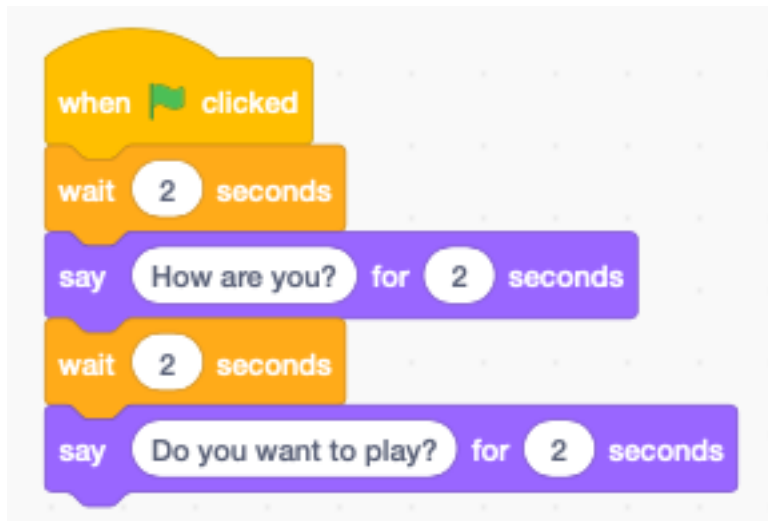 when clicked
wait 2 seconds
say How are you? for 2 seconds
wait 2 seconds
say Do you want to play? for 2 seconds